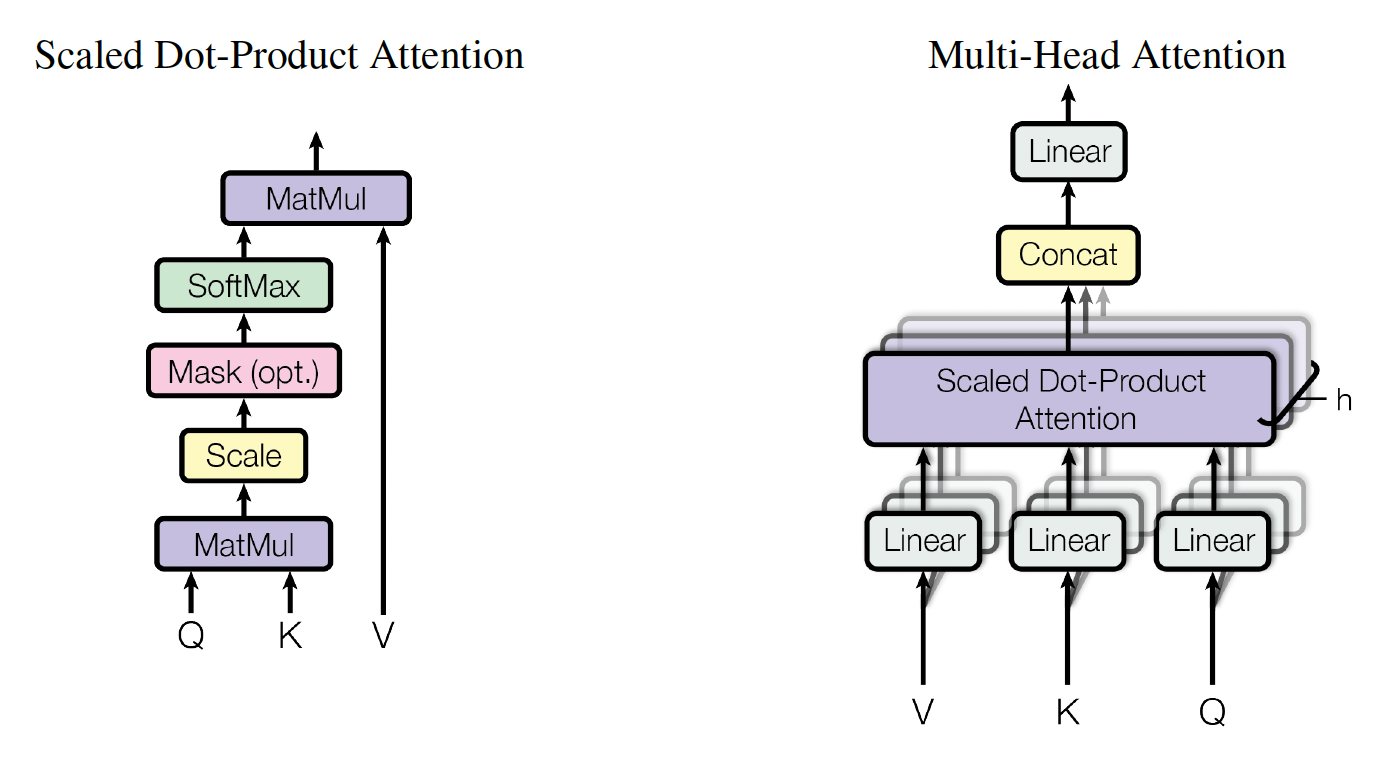 Scaled Dot-Product Attention
MatMul
SoftMax
Mask (opt.)
Scale
MatMul
Q K V
Multi-Head Attention
Linear
Concat
Scaled Dot-Product
Attention
h
Linear Linear Linear
V K Q